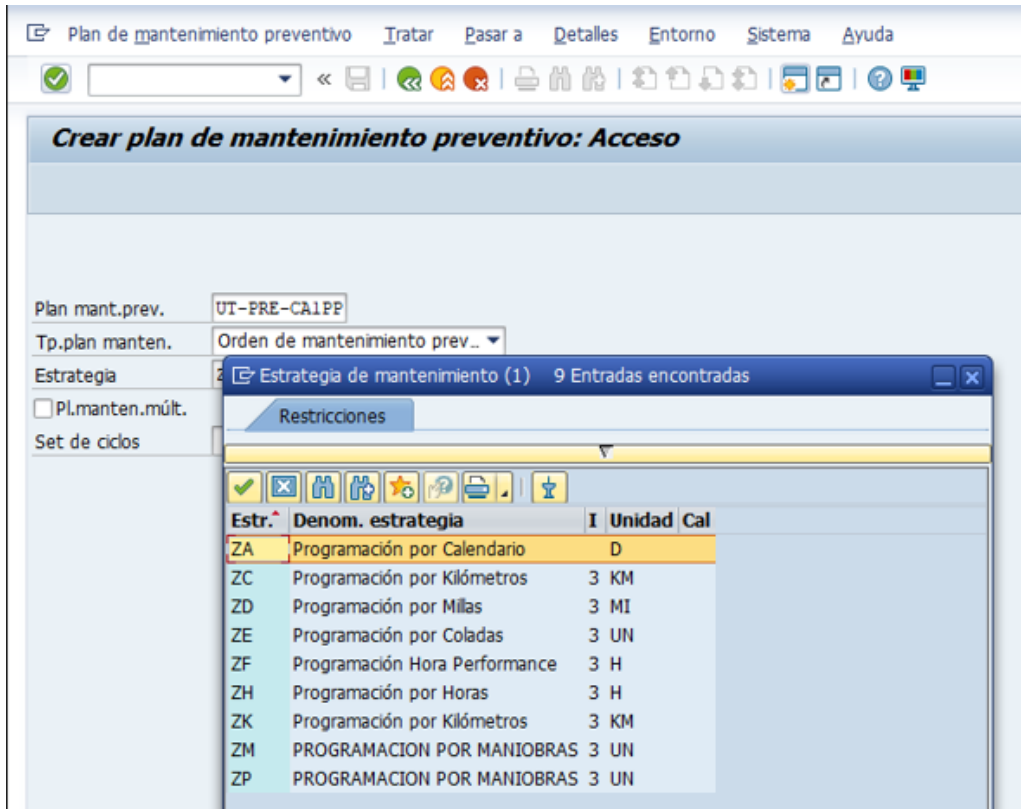 Plan de mantenimiento preventivo Tratar Pasar a Detalles Entorno Sistema Ayuda
Crear plan de mantenimiento preventivo: Acceso
Plan mant.prev. UT-PRE-CA1PP
Tp.plan manten. Orden de mantenimiento prev..
Estrategia Z
Estrategia de mantenimiento (1) 9 Entradas encontradas
Pl.manten.múlt.
Restricciones
Set de ciclos
Estr. Denom. estrategia I Unidad Cal
ZA Programación por Calendario D
ZC Programación por Kilómetros 3 KM
ZD Programación por Millas 3 MI
ZE Programación por Coladas 3 UN
ZF Programación Hora Performance 3 H
ZH Programación por Horas 3 H
ZK Programación por Kilómetros 3 KM
ZM PROGRAMACION POR MANIOBRAS 3 UN
ZP PROGRAMACION POR MANIOBRAS 3 UN